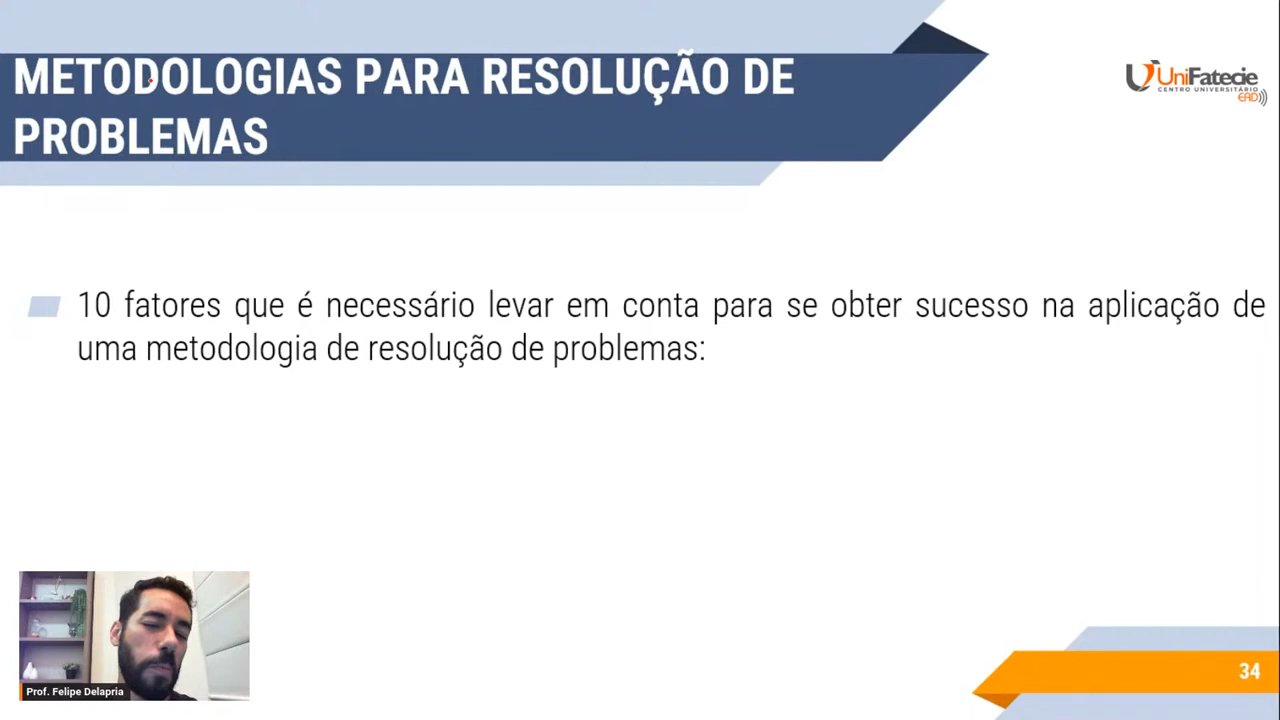 METODOLOGIAS PARA RESOLUÇÃO DE
PROBLEMAS
UniFatecie
CENTRO UNIVERSITÁRIO
EAD
10 fatores que é necessário levar em conta para se obter sucesso na aplicação de
uma metodologia de resolução de problemas:
Prof. Felipe Delapria
34